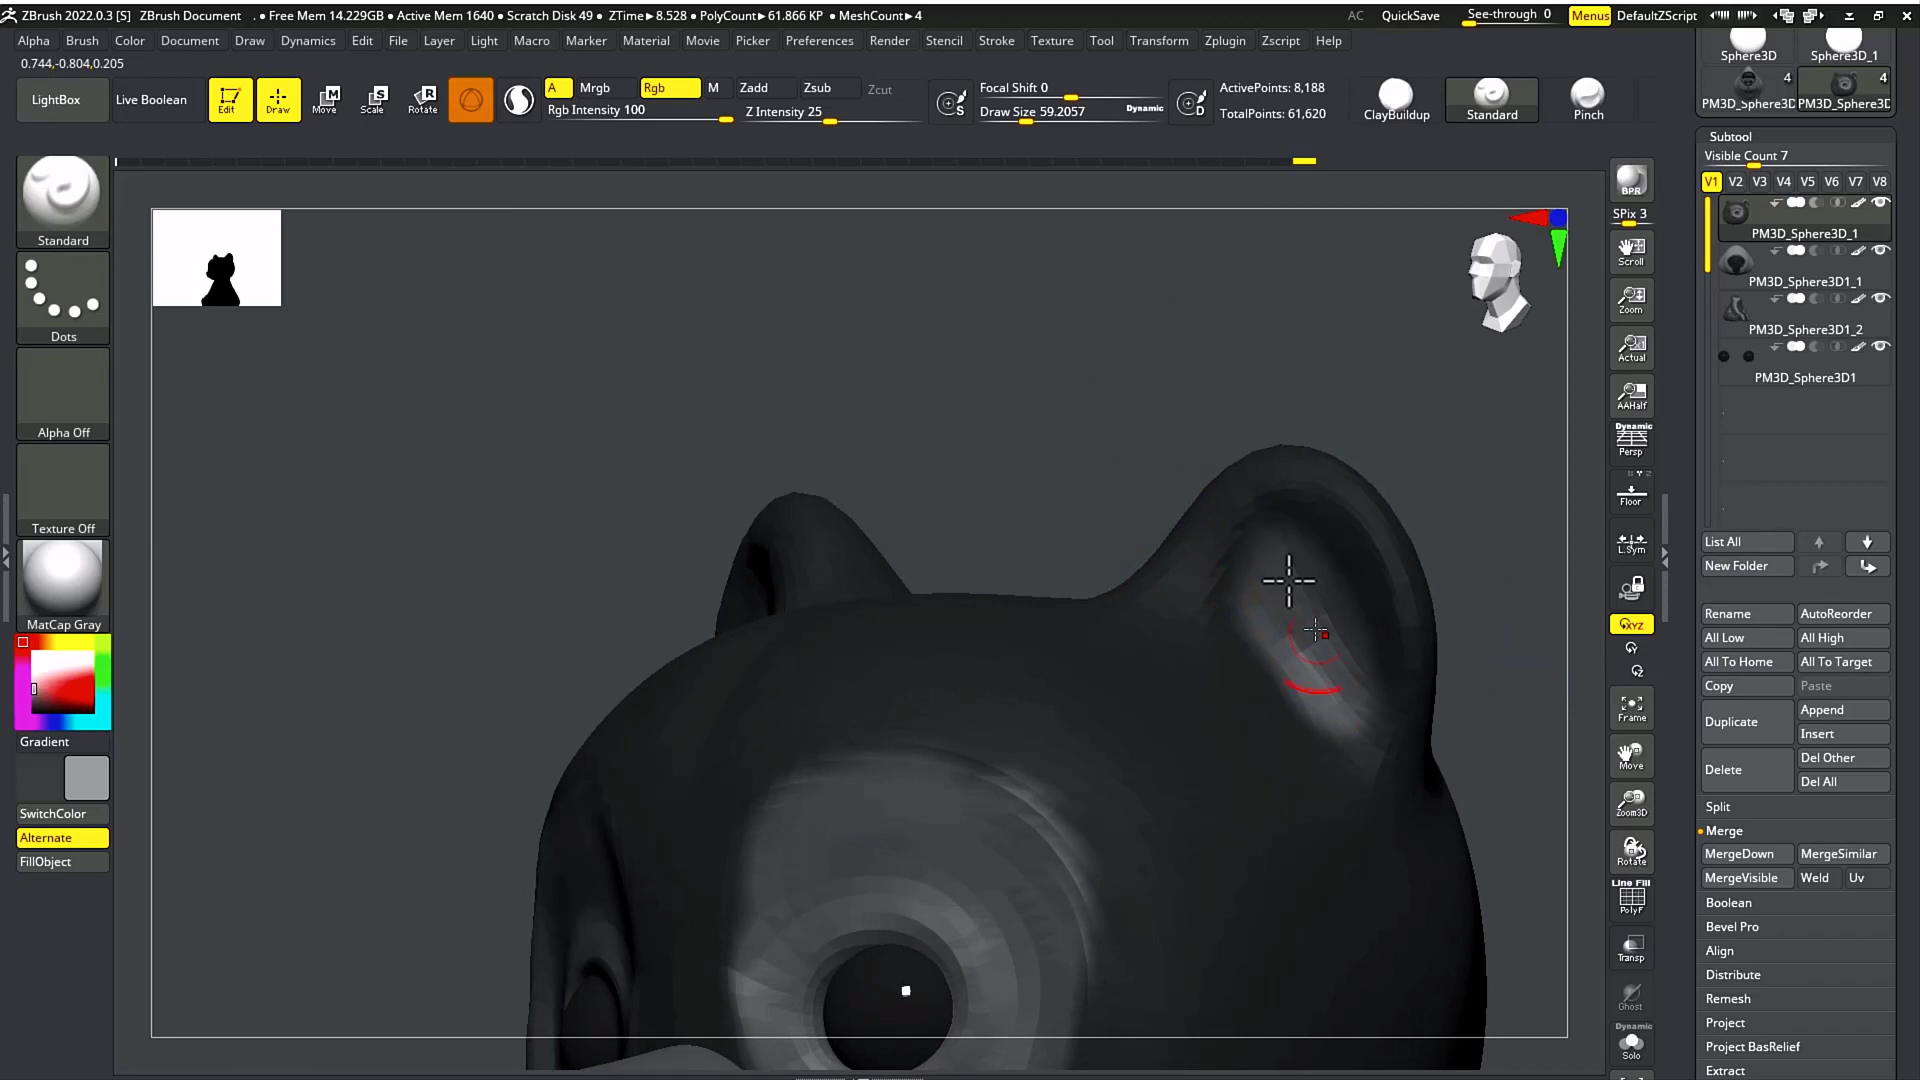 ZBrush 2022.0.3 [S] ZBrush Document . • Free Mem 14.229GB • Active Mem 1640 • Scratch Disk 49 • ZTime►8.528 • PolyCount►61.866 KP • MeshCount►4 AC QuickSave See-through 0 Menus DefaultZScript
Alpha Brush Color Document Draw Dynamics Edit File Layer Light Macro Marker Material Movie Picker Preferences Render Stencil Stroke Texture Tool Transform Zplugin Zscript Help
0.744,-0.804,0.205
LightBox Live Boolean Edit Draw Move Scale Rotate
M S R
A Mrgb Rgb M Zadd Zsub Zcut
Rgb Intensity 100 Z Intensity 25
S Focal Shift 0
Draw Size 59.2057 Dynamic
D ActivePoints: 8,188
TotalPoints: 61,620
ClayBuildup Standard Pinch
Standard
Dots
Alpha Off
Texture Off
MatCap Gray
Gradient
SwitchColor
Alternate
FillObject
BPR
SPix 3
Scroll
Zoom
Actual
AAHalf
Dynamic
Persp
Floor
L.Sym
XYZ
Y
Z
Frame
Move
Zoom3D
Rotate
Line Fill
PolyF
Transp
Ghost
Dynamic
Solo
Sphere3D Sphere3D_1
4 4
PM3D_Sphere3D PM3D_Sphere3D
Subtool
Visible Count 7
V1 V2 V3 V4 V5 V6 V7 V8
PM3D_Sphere3D_1
PM3D_Sphere3D1_1
PM3D_Sphere3D1_2
PM3D_Sphere3D1
List All
New Folder
Rename AutoReorder
All Low All High
All To Home All To Target
Copy Paste
Duplicate Append
Insert
Delete Del Other
Del All
Split
Merge
MergeDown MergeSimilar
MergeVisible Weld Uv
Boolean
Bevel Pro
Align
Distribute
Remesh
Project
Project BasRelief
Extract